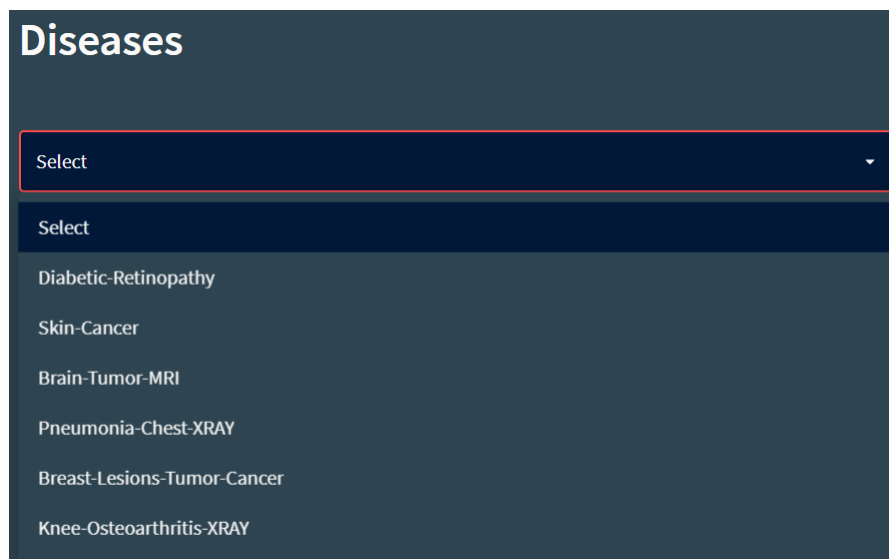 Diseases
Select
Select
Diabetic-Retinopathy
Skin-Cancer
Brain-Tumor-MRI
Pneumonia-Chest-XRAY
Breast-Lesions-Tumor-Cancer
Knee-Osteoarthritis-XRAY